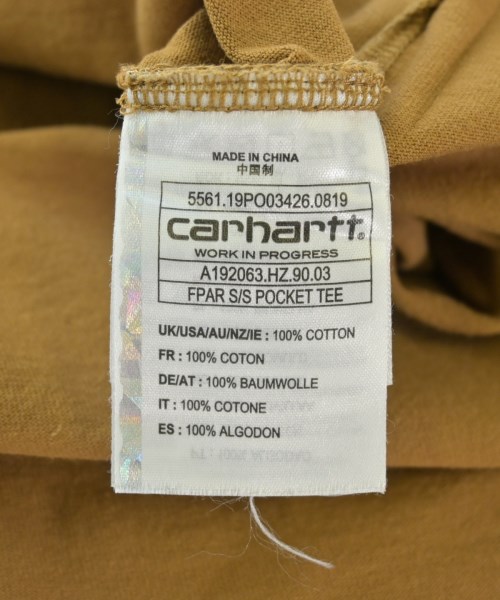 MADE IN CHINA
中国制
5561.19PO03426.0819
carhartt.
WORK IN PROGRESS
A192063.HZ.90.03
FPAR S/S POCKET TEE
UK/USA/AU/NZ/IE : 100% COTTON
FR : 100% COTON
DE/AT : 100% BAUMWOLLE
IT : 100% COTONE
ES : 100% ALGODON